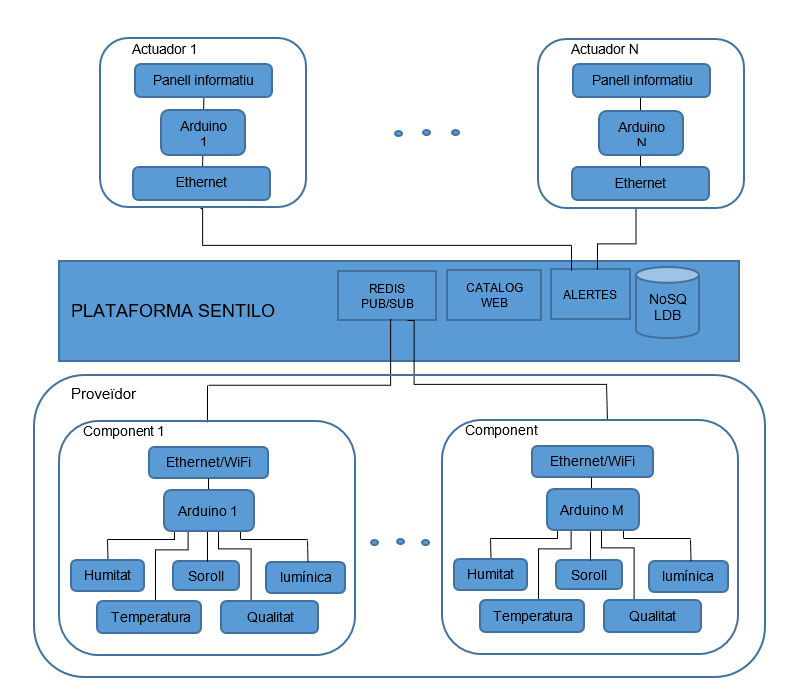 Actuador 1
Panell informatiu
Arduino
1
Ethernet
Actuador N
Panell informatiu
Arduino
N
Ethernet
PLATAFORMA SENTILO
REDIS
PUB/SUB
CATALOG
WEB
ALERTES
NoSQ
LDB
Proveïdor
Component 1
Ethernet/WiFi
Arduino 1
Humitat
Soroll
lumínica
Temperatura
Qualitat
Component
Ethernet/WiFi
Arduino M
Humitat
Soroll
lumínica
Temperatura
Qualitat